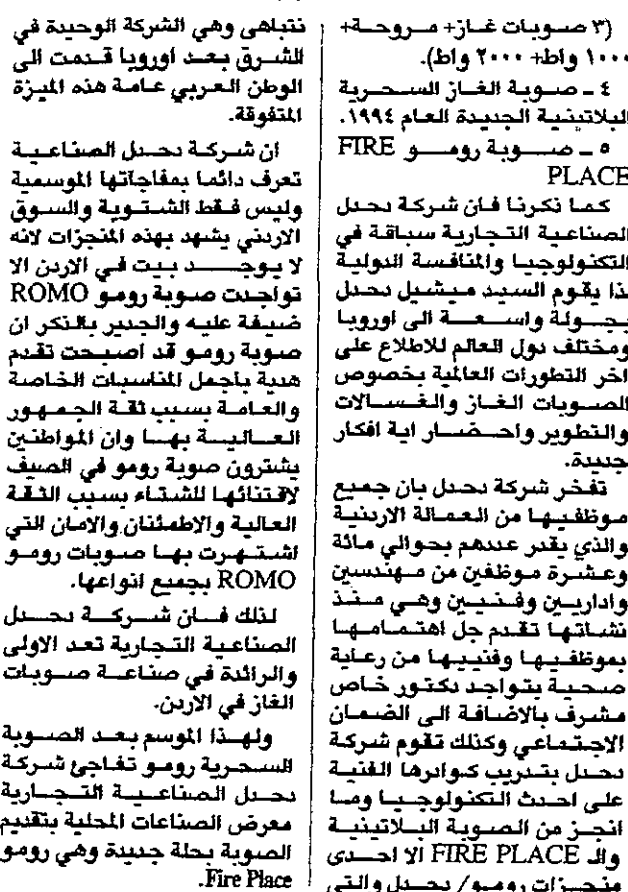 (٣ صوبات غاز+ مروحة+
١٠٠٠ واط+ ٢٠٠٠ واط).
٤ ـ صوبة الغاز السحرية
البلاتينية الجديدة العام ١٩٩٤.
٥ ـ صوبة رومو FIRE
PLACE
كما ذكرنا فان شركة دحدل
الصناعية التجارية سباقة في
التكنولوجيا والمنافسة الدولية
لذا يقوم السيد ميشيل دحدل
بجولة واسعة الى اوروبا
ومختلف دول العالم للاطلاع على
اخر التطورات العالمية بخصوص
الصوبات الغاز والغسالات
والتطوير واحضار اية افكار
جديدة.
تفخر شركة دحدل بان جميع
موظفيها من العمالة الاردنية
والذي يقدر عددهم بحوالي مائة
وعشرة موظفين من مهندسين
واداريين وفنيين وهي منذ
نشاتها تقدم جل اهتمامها
بموظفيها وفنييها من رعاية
صحية بتواجد دكتور خاص
مشرف بالاضافة الى الضمان
الاجتماعي وكذلك تقوم شركة
دحدل بتدريب كوادرها الفنية
على احدث التكنولوجيا وما
انجز من الصوبة البلاتينية
والـ FIRE PLACE الا احدى
منجزات رومو/ دحدل والتي
نتباهى وهي الشركة الوحيدة في
الشرق بعد اوروبا قدمت الى
الوطن العربي عامة هذه الميزة
المتفوقة.
ان شركة دحدل الصناعية
تعرف دائما بمفاجآتها الموسمية
وليس فقط الشتوية والسوق
الاردني يشهد بهذه المنجزات لانه
لا يوجد بيت في الاردن الا
تواجدت صوبة رومو ROMO
ضيفة عليه والجدير بالذكر ان
صوبة رومو قد اصبحت تقدم
هدية باجمل المناسبات الخاصة
والعامة بسبب ثقة الجمهور
العالية بها وان المواطنين
يشترون صوبة رومو في الصيف
لاقتنائها للشتاء بسبب الثقة
العالية والاطمئنان والامان التي
اشتهرت بها صوبات رومو
ROMO بجميع انواعها.
لذلك فان شركة دحدل
الصناعية التجارية تعد الاولى
والرائدة في صناعة صوبات
الغاز في الاردن.
ولهذا الموسم بعد الصوبة
السحرية رومو تفاجئ شركة
دحدل الصناعية التجارية
معرض الصناعات المحلية بتقديم
الصوبة بحلة جديدة وهي رومو
Fire Place.